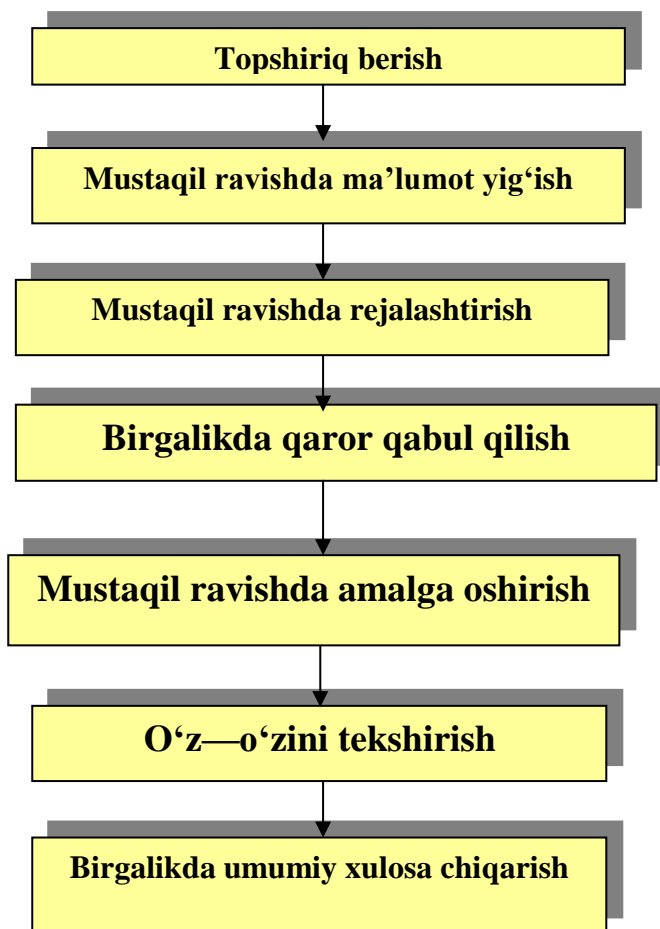 Topshiriq berish
Mustaqil ravishda ma’lumot yig‘ish
Mustaqil ravishda rejalashtirish
Birgalikda qaror qabul qilish
Mustaqil ravishda amalga oshirish
O‘z—o‘zini tekshirish
Birgalikda umumiy xulosa chiqarish